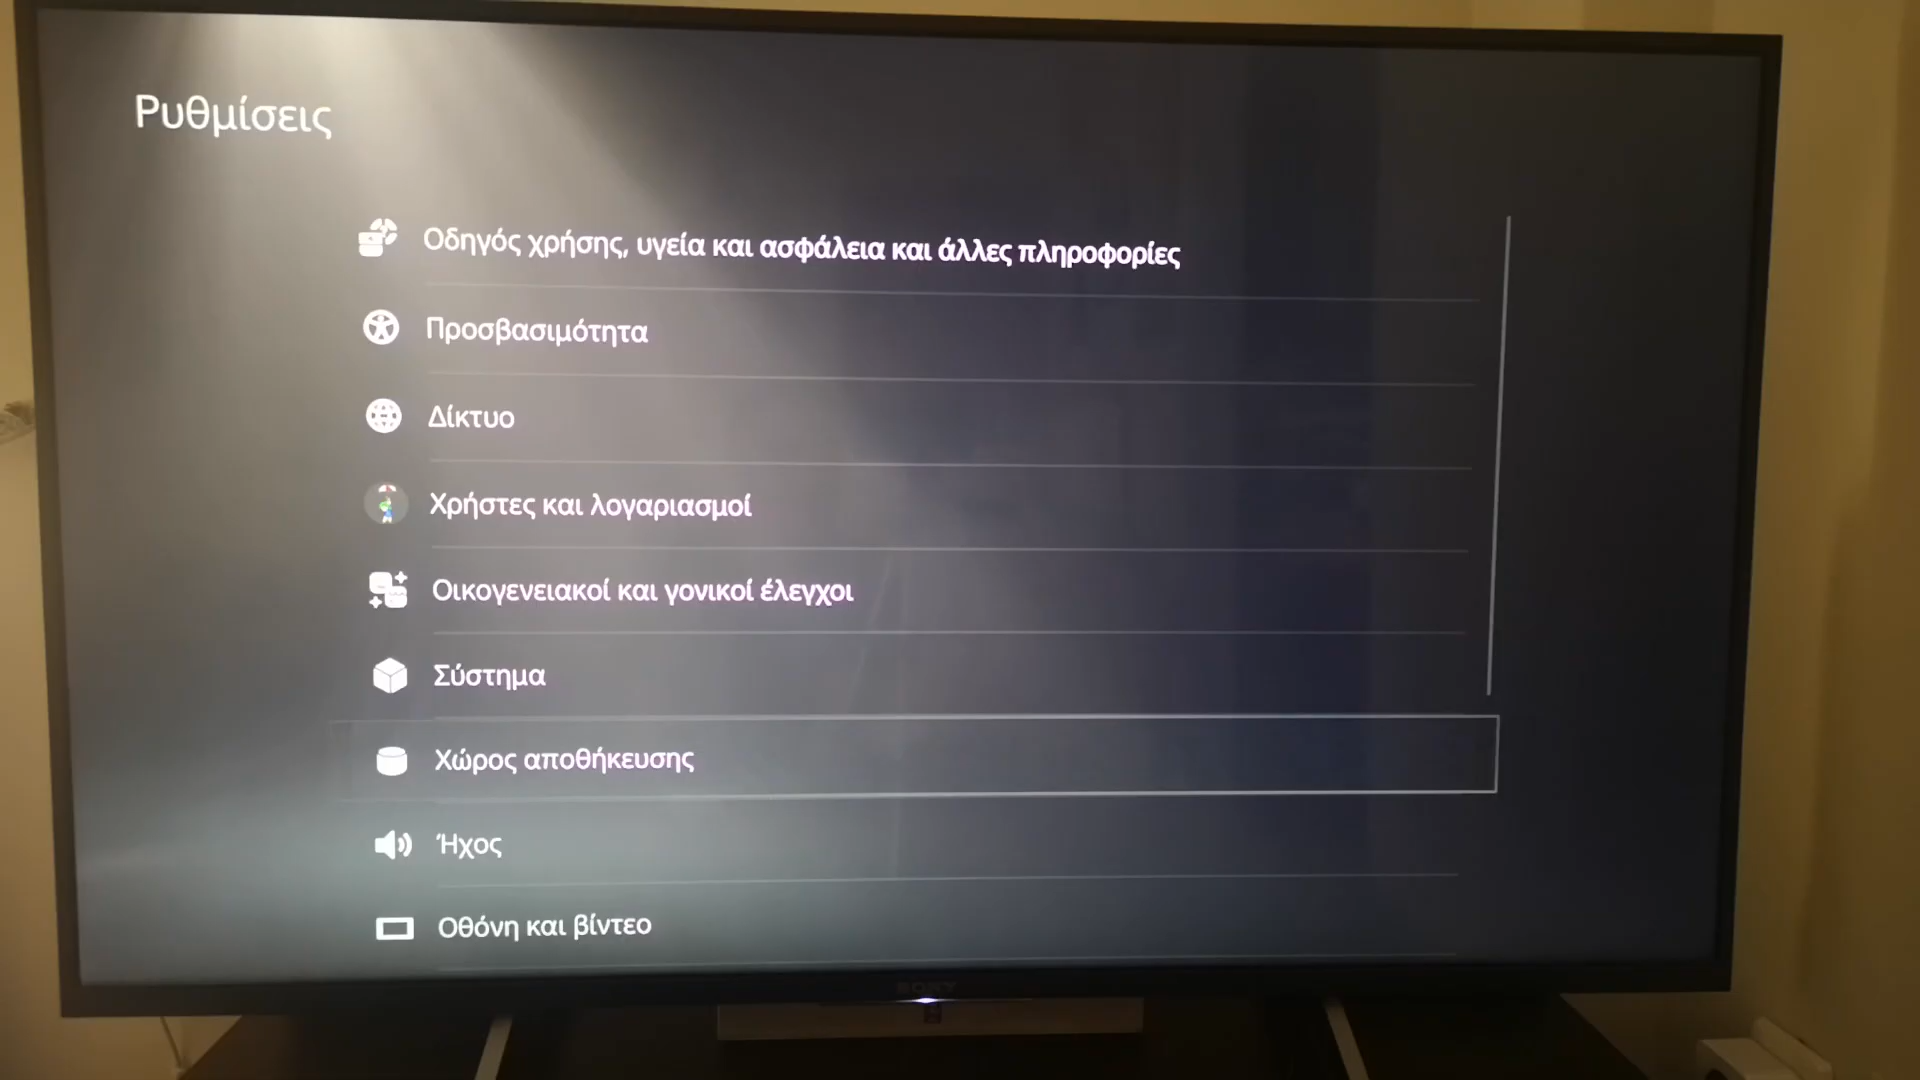 Ρυθμίσεις
Οδηγός χρήσης, υγεία και ασφάλεια και άλλες πληροφορίες
Προσβασιμότητα
Δίκτυο
Χρήστες και λογαριασμοί
Οικογενειακοί και γονικοί έλεγχοι
Σύστημα
Χώρος αποθήκευσης
Ήχος
Οθόνη και βίντεο
SONY